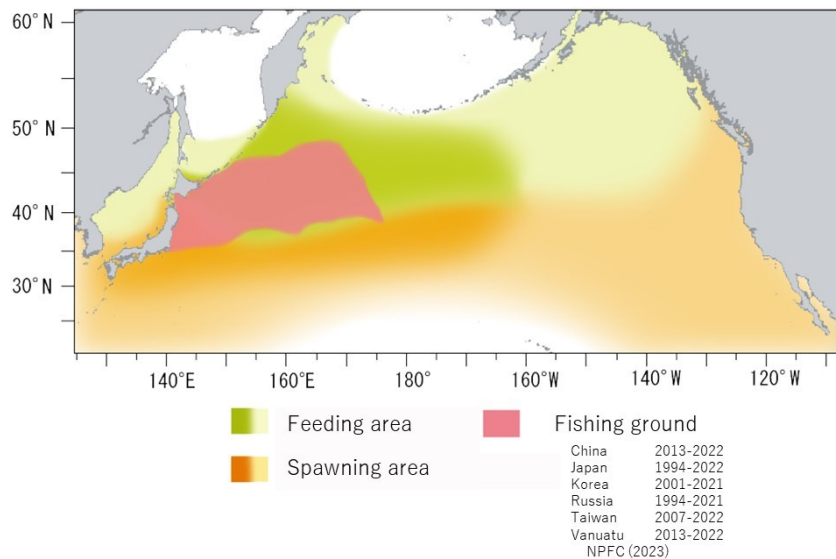 60°N
50°N
40°N
30°N
140°E 160°E 180° 160°W 140°W 120°W
Feeding area Fishing ground
Spawning area
China 2013-2022
Japan 1994-2022
Korea 2001-2021
Russia 1994-2021
Taiwan 2007-2022
Vanuatu 2013-2022
NPFC (2023)